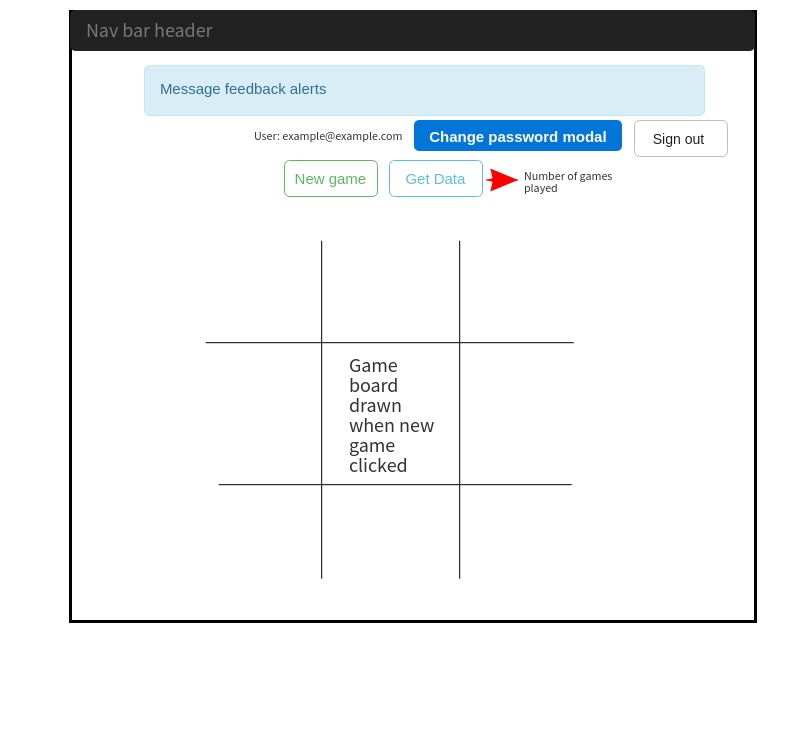 Nav bar header
Message feedback alerts
User: example@example.com
Change password modal
Sign out
New game
Get Data
Number of games
played
Game
board
drawn
when new
game
clicked